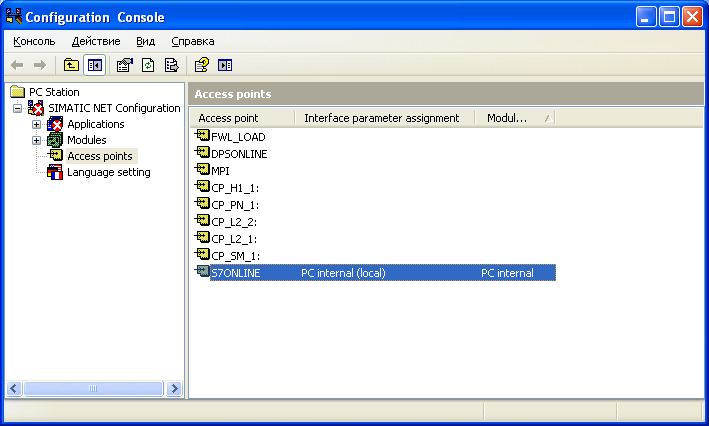 Configuration Console
Консоль Действие Вид Справка
PC Station
SIMATIC NET Configuration
Applications
Modules
Access points
Language setting
Access points
Access point Interface parameter assignment Modul...
FWL_LOAD
DPSONLINE
MPI
CP_H1_1:
CP_PN_1:
CP_L2_2:
CP_L2_1:
CP_SM_1:
S7ONLINE PC internal (local) PC internal